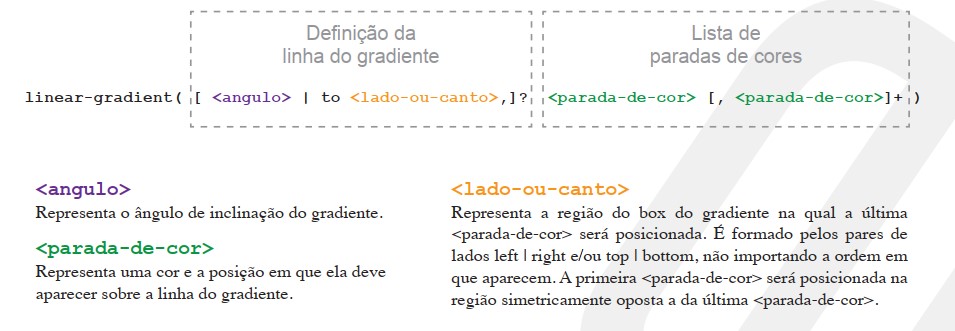 Definição da
linha do gradiente
Lista de
paradas de cores
linear-gradient( [ <angulo> | to <lado-ou-canto>,]? <parada-de-cor> [, <parada-de-cor>]+ )
<angulo>
Representa o ângulo de inclinação do gradiente.
<parada-de-cor>
Representa uma cor e a posição em que ela deve
aparecer sobre a linha do gradiente.
<lado-ou-canto>
Representa a região do box do gradiente na qual a última
<parada-de-cor> será posicionada. É formado pelos pares de
lados left | right e/ou top | bottom, não importando a ordem em
que aparecem. A primeira <parada-de-cor> será posicionada na
região simetricamente oposta a da última <parada-de-cor>.